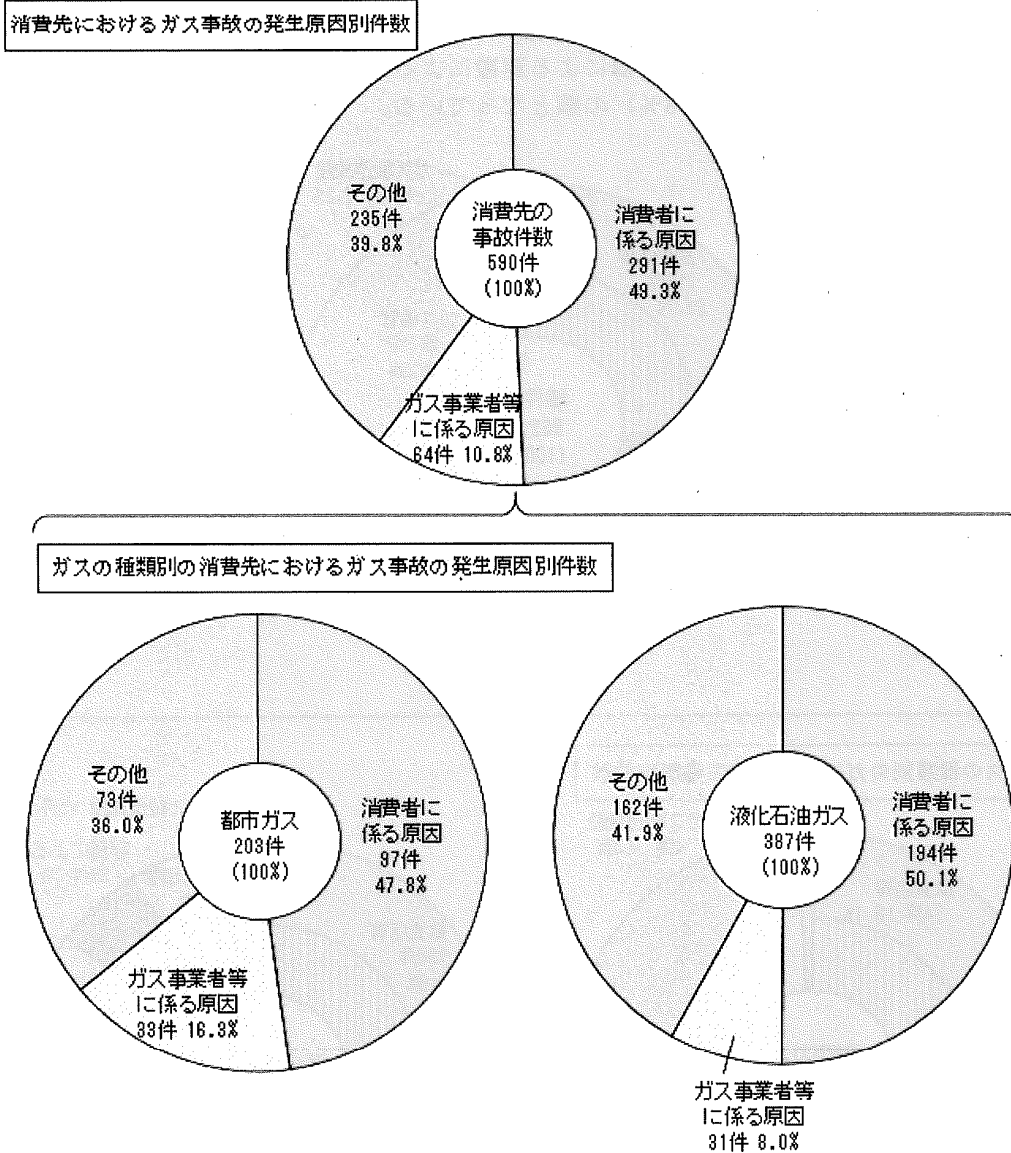 消費先におけるガス事故の発生原因別件数
その他
235件
39.8%
消費先の
事故件数
590件
(100%)
消費者に
係る原因
291件
49.3%
ガス事業者等
に係る原因
64件 10.8%
ガスの種類別の消費先におけるガス事故の発生原因別件数
その他
73件
36.0%
都市ガス
203件
(100%)
消費者に
係る原因
97件
47.8%
ガス事業者等
に係る原因
33件 16.3%
その他
162件
41.9%
液化石油ガス
387件
(100%)
消費者に
係る原因
194件
50.1%
ガス事業者等
に係る原因
31件 8.0%